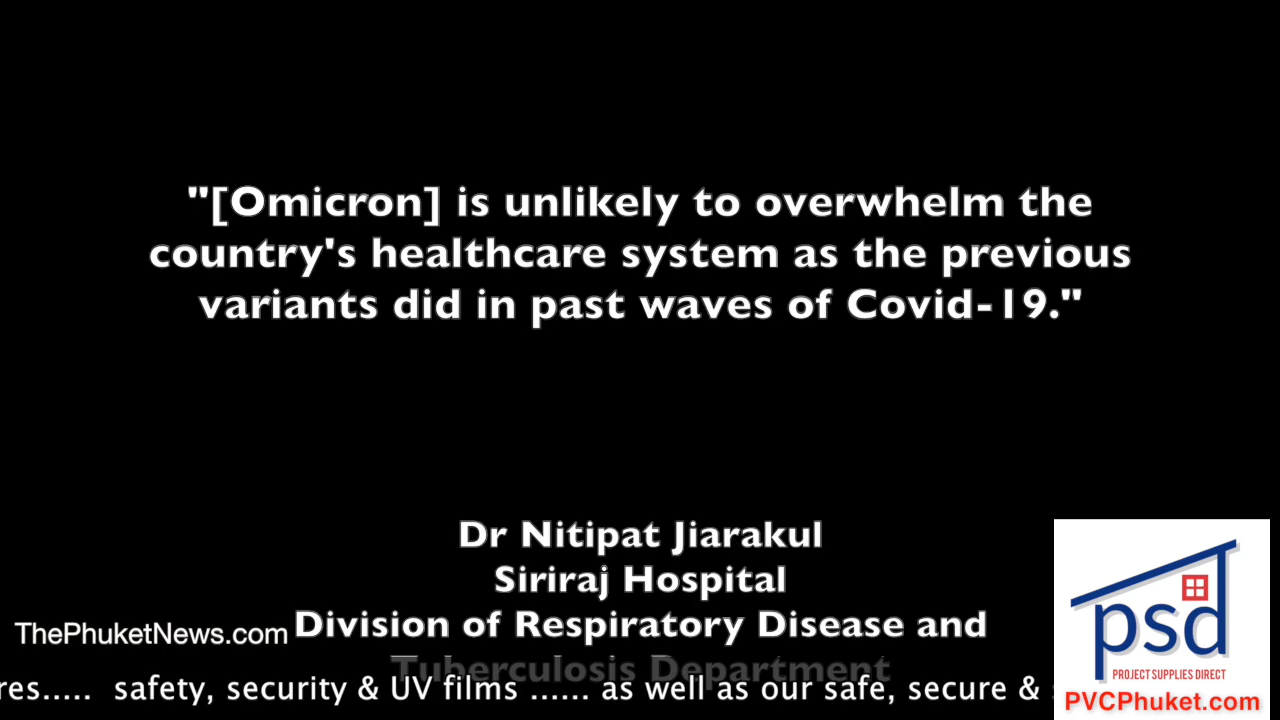 "[Omicron] is unlikely to overwhelm the
country's healthcare system as the previous
variants did in past waves of Covid-19."
Dr Nitipat Jiarakul
Siriraj Hospital
Division of Respiratory Disease and
Tuberculosis Department
ThePhuketNews.com
res..... safety, security & UV films ...... as well as our safe, secure &
psd
PROJECT SUPPLIES DIRECT
PVCPhuket.com